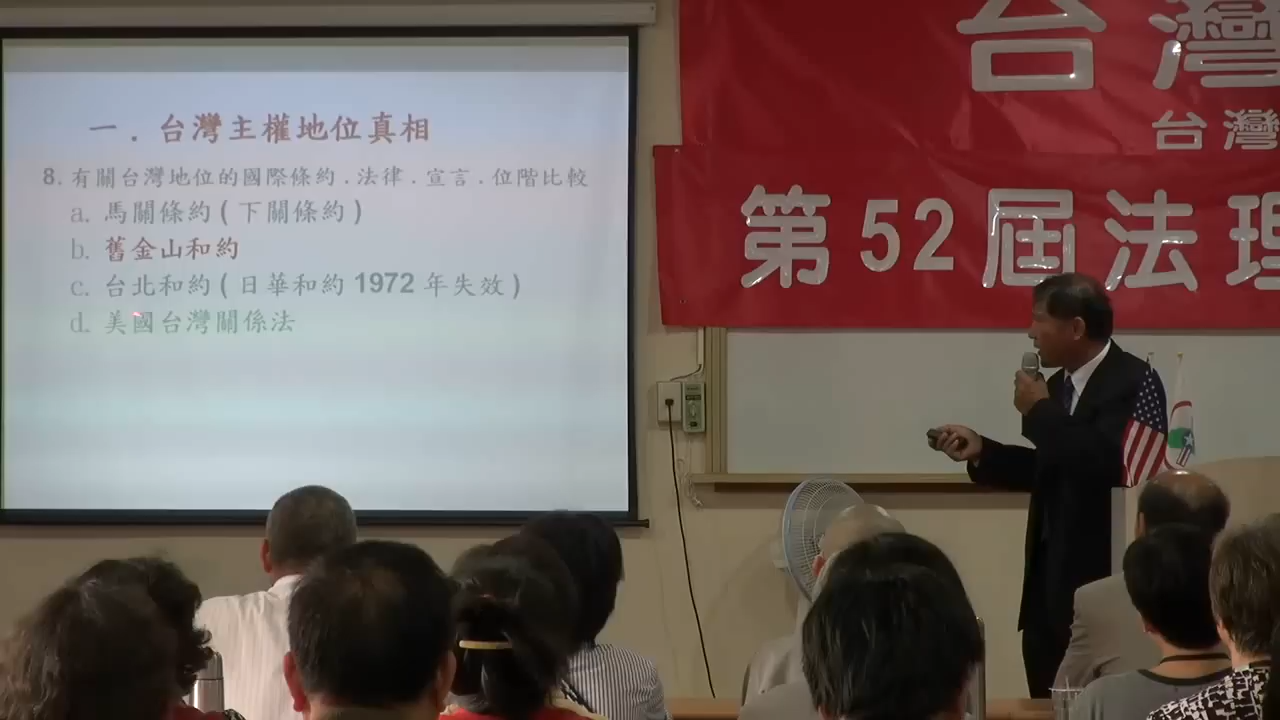 一．台灣主權地位真相
8. 有關台灣地位的國際條約．法律．宣言．位階比較
a. 馬關條約 ( 下關條約 )
b. 舊金山和約
c. 台北和約 ( 日華和約 1972 年失效 )
d. 美國台灣關係法
台灣
台灣
第52屆法理